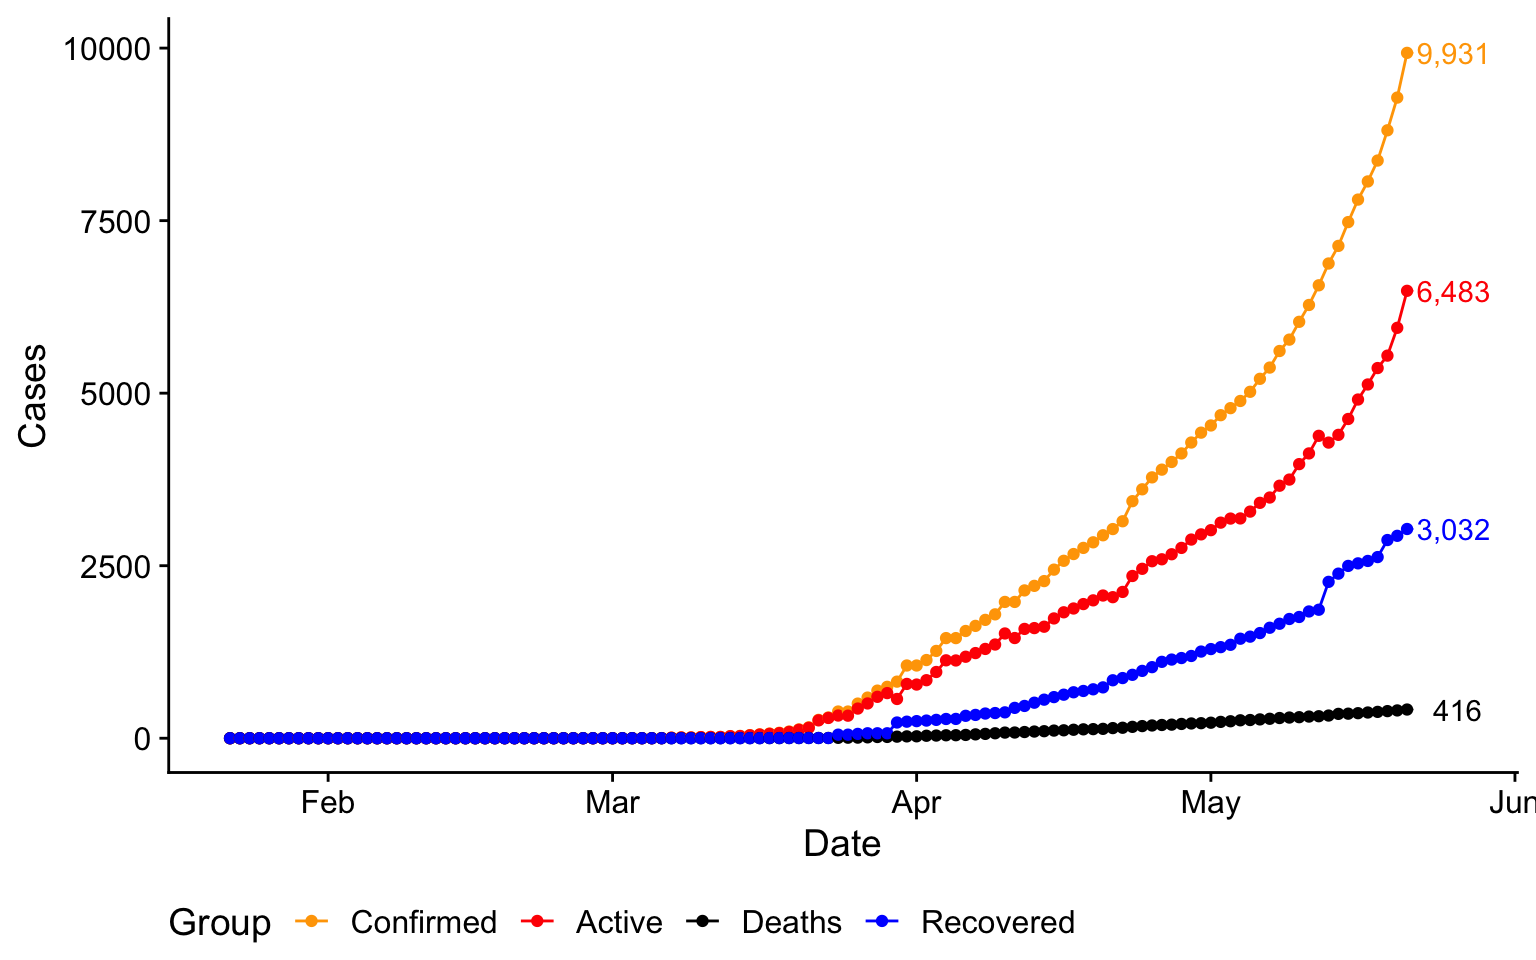 10000
7500
5000
2500
0
Cases
9,931
6,483
3,032
416
Feb Mar Apr May Jun
Date
Group Confirmed Active Deaths Recovered